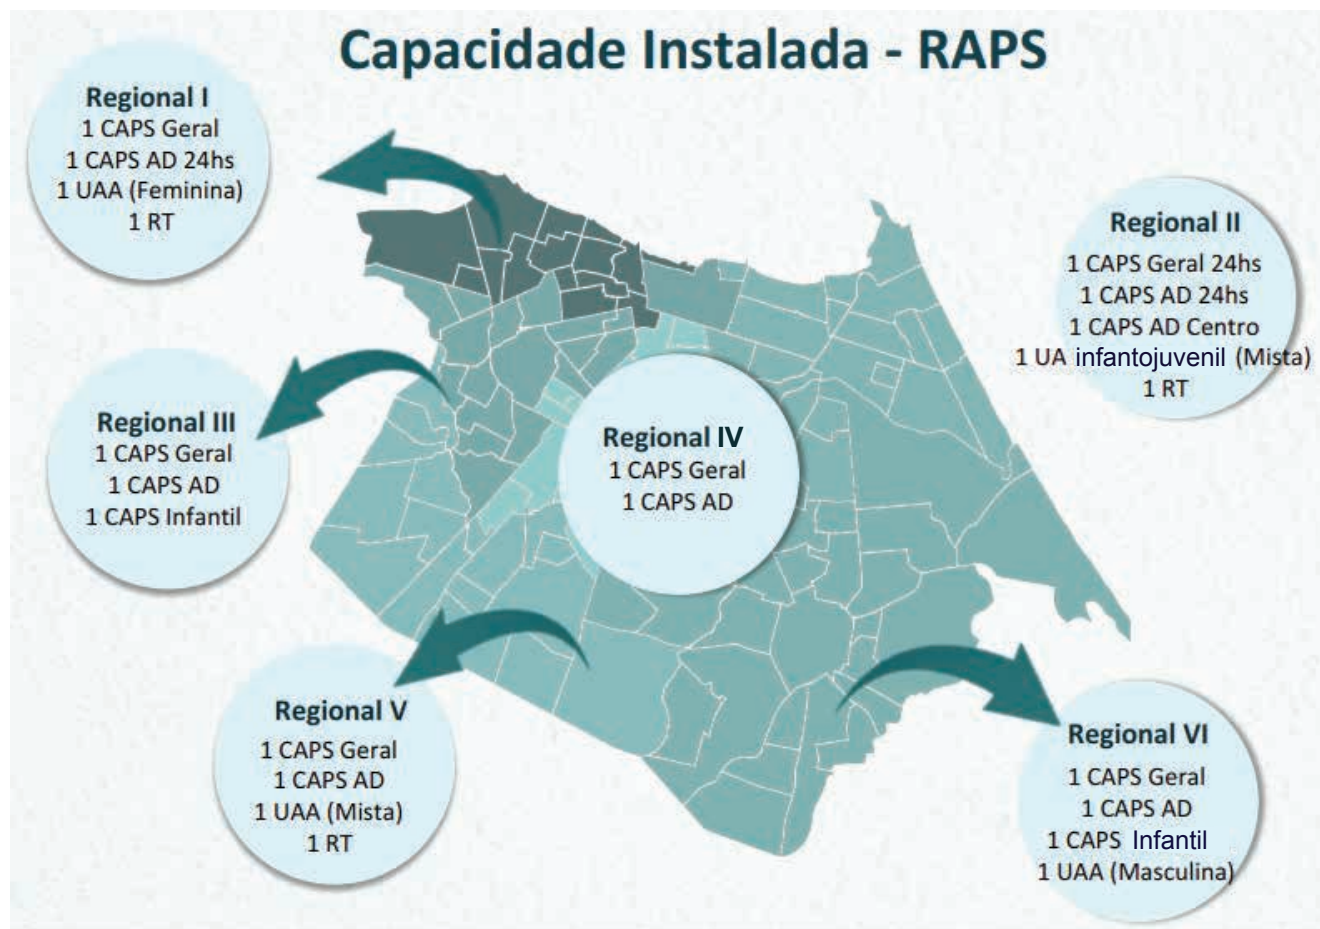 Capacidade Instalada - RAPS
Regional I
1 CAPS Geral
1 CAPS AD 24hs
1 UAA (Feminina)
1 RT
Regional II
1 CAPS Geral 24hs
1 CAPS AD 24hs
1 CAPS AD Centro
1 UA infantojuvenil (Mista)
1 RT
Regional III
1 CAPS Geral
1 CAPS AD
1 CAPS Infantil
Regional IV
1 CAPS Geral
1 CAPS AD
Regional V
1 CAPS Geral
1 CAPS AD
1 UAA (Mista)
1 RT
Regional VI
1 CAPS Geral
1 CAPS AD
1 CAPS Infantil
1 UAA (Masculina)